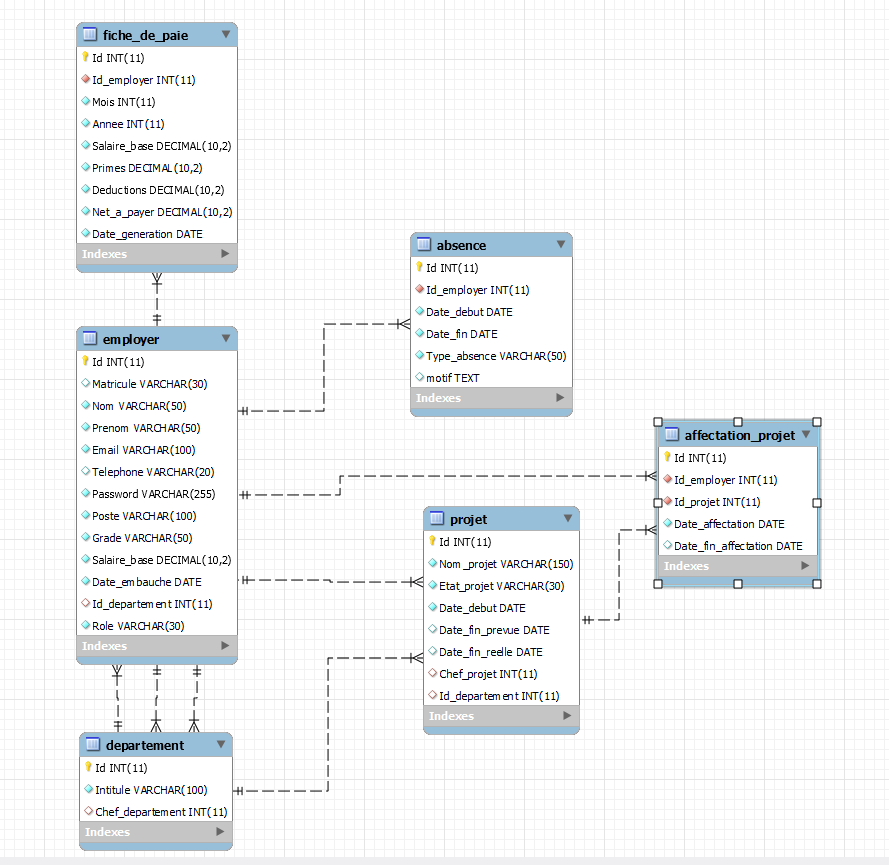 fiche_de_paie
Id INT(11)
Id_employer INT(11)
Mois INT(11)
Annee INT(11)
Salaire_base DECIMAL(10,2)
Primes DECIMAL(10,2)
Deductions DECIMAL(10,2)
Net_a_payer DECIMAL(10,2)
Date_generation DATE
Indexes
absence
Id INT(11)
Id_employer INT(11)
Date_debut DATE
Date_fin DATE
Type_absence VARCHAR(50)
motif TEXT
Indexes
employer
Id INT(11)
Matricule VARCHAR(30)
Nom VARCHAR(50)
Prenom VARCHAR(50)
Email VARCHAR(100)
Telephone VARCHAR(20)
Password VARCHAR(255)
Poste VARCHAR(100)
Grade VARCHAR(50)
Salaire_base DECIMAL(10,2)
Date_embauche DATE
Id_departement INT(11)
Role VARCHAR(30)
Indexes
affectation_projet
Id INT(11)
Id_employer INT(11)
Id_projet INT(11)
Date_affectation DATE
Date_fin_affectation DATE
Indexes
projet
Id INT(11)
Nom_projet VARCHAR(150)
Etat_projet VARCHAR(30)
Date_debut DATE
Date_fin_prevue DATE
Date_fin_reelle DATE
Chef_projet INT(11)
Id_departement INT(11)
Indexes
departement
Id INT(11)
Intitule VARCHAR(100)
Chef_departement INT(11)
Indexes